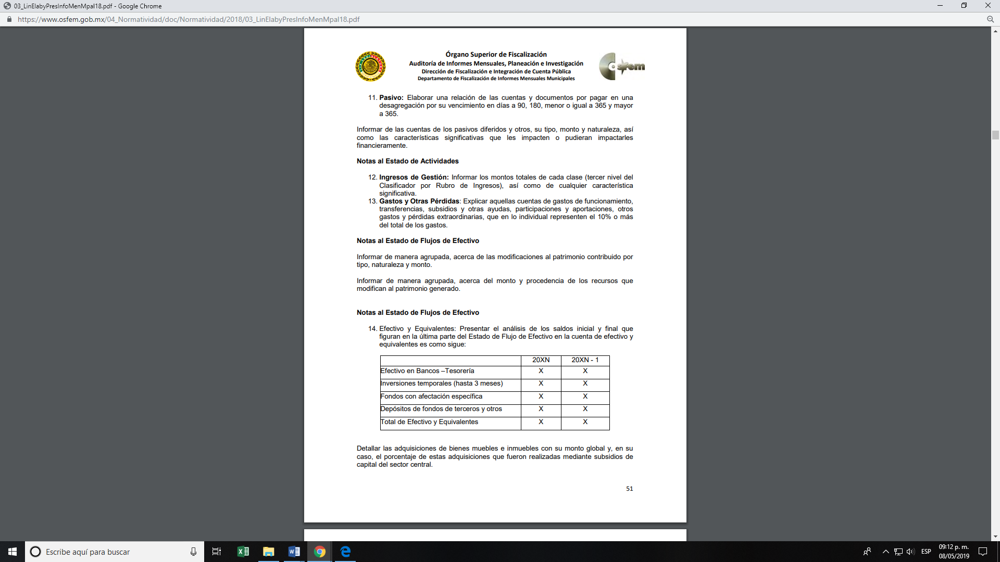 03_LinElabyPresInfoMenMpal18.pdf - Google Chrome
https://www.osfem.gob.mx/04_Normatividad/doc/Normatividad/2018/03_LinElabyPresInfoMenMpal18.pdf
Órgano Superior de Fiscalización
Auditoría de Informes Mensuales, Planeación e Investigación
Dirección de Fiscalización e Integración de Cuenta Pública
Departamento de Fiscalización de Informes Mensuales Municipales
osfem
11. Pasivo: Elaborar una relación de las cuentas y documentos por pagar en una
desagregación por su vencimiento en días a 90, 180, menor o igual a 365 y mayor
a 365.
Informar de las cuentas de los pasivos diferidos y otros, su tipo, monto y naturaleza, así
como las características significativas que les impacten o pudieran impactarles
financieramente.
Notas al Estado de Actividades
12. Ingresos de Gestión: Informar los montos totales de cada clase (tercer nivel del
Clasificador por Rubro de Ingresos), así como de cualquier característica
significativa.
13. Gastos y Otras Pérdidas: Explicar aquellas cuentas de gastos de funcionamiento,
transferencias, subsidios y otras ayudas, participaciones y aportaciones, otros
gastos y pérdidas extraordinarias, que en lo individual representen el 10% o más
del total de los gastos.
Notas al Estado de Flujos de Efectivo
Informar de manera agrupada, acerca de las modificaciones al patrimonio contribuido por
tipo, naturaleza y monto.
Informar de manera agrupada, acerca del monto y procedencia de los recursos que
modifican al patrimonio generado.
Notas al Estado de Flujos de Efectivo
14. Efectivo y Equivalentes: Presentar el análisis de los saldos inicial y final que
figuran en la última parte del Estado de Flujo de Efectivo en la cuenta de efectivo y
equivalentes es como sigue:
20XN 20XN - 1
Efectivo en Bancos –Tesorería X X
Inversiones temporales (hasta 3 meses) X X
Fondos con afectación específica X X
Depósitos de fondos de terceros y otros X X
Total de Efectivo y Equivalentes X X
Detallar las adquisiciones de bienes muebles e inmuebles con su monto global y, en su
caso, el porcentaje de estas adquisiciones que fueron realizadas mediante subsidios de
capital del sector central.
51
Escribe aquí para buscar
ESP
09:12 p. m.
08/05/2019